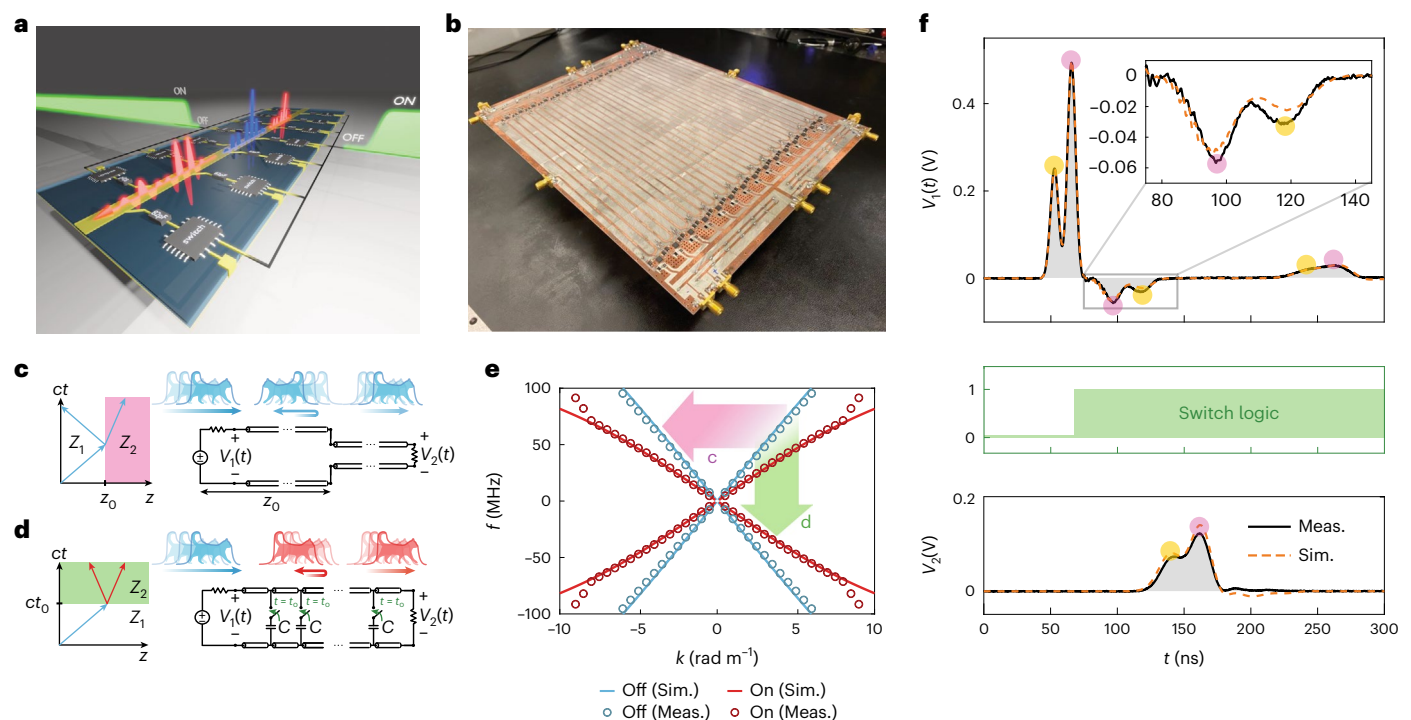 a
ON
OFF
ON
OFF
switch
b
c
ct
Z1
Z2
z0
z
V1(t)
+
−
z0
+
V2(t)
−
d
ct
ct0
Z2
Z1
z
V1(t)
+
−
t = t0
t = t0
t = t0
C
C
C
+
V2(t)
−
e
f (MHz)
100
50
0
−50
−100
−10
−5
0
5
10
c
d
k (rad m−1)
Off (Sim.)
On (Sim.)
Off (Meas.)
On (Meas.)
f
V1(t) (V)
0.4
0.2
0
0
−0.02
−0.04
−0.06
80
100
120
140
1
0
Switch logic
V2(V)
0.2
0
Meas.
Sim.
0
50
100
150
200
250
300
t (ns)